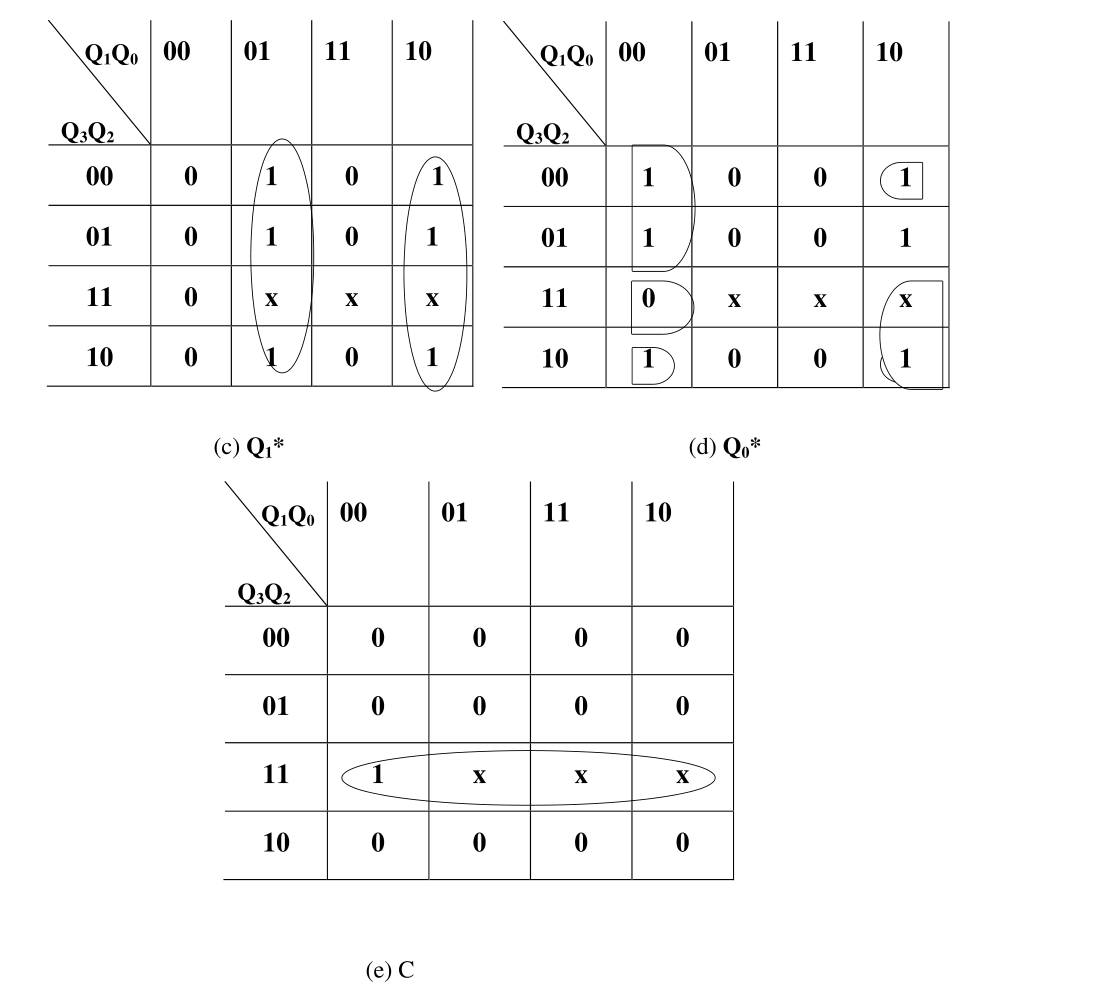 Q₁Q₀ 00 01 11 10
Q₃Q₂
00 0 1 0 1
01 0 1 0 1
11 0 x x x
10 0 1 0 1
(c) Q₁*
Q₁Q₀ 00 01 11 10
Q₃Q₂
00 1 0 0 1
01 1 0 0 1
11 0 x x x
10 1 0 0 1
(d) Q₀*
Q₁Q₀ 00 01 11 10
Q₃Q₂
00 0 0 0 0
01 0 0 0 0
11 1 x x x
10 0 0 0 0
(e) C